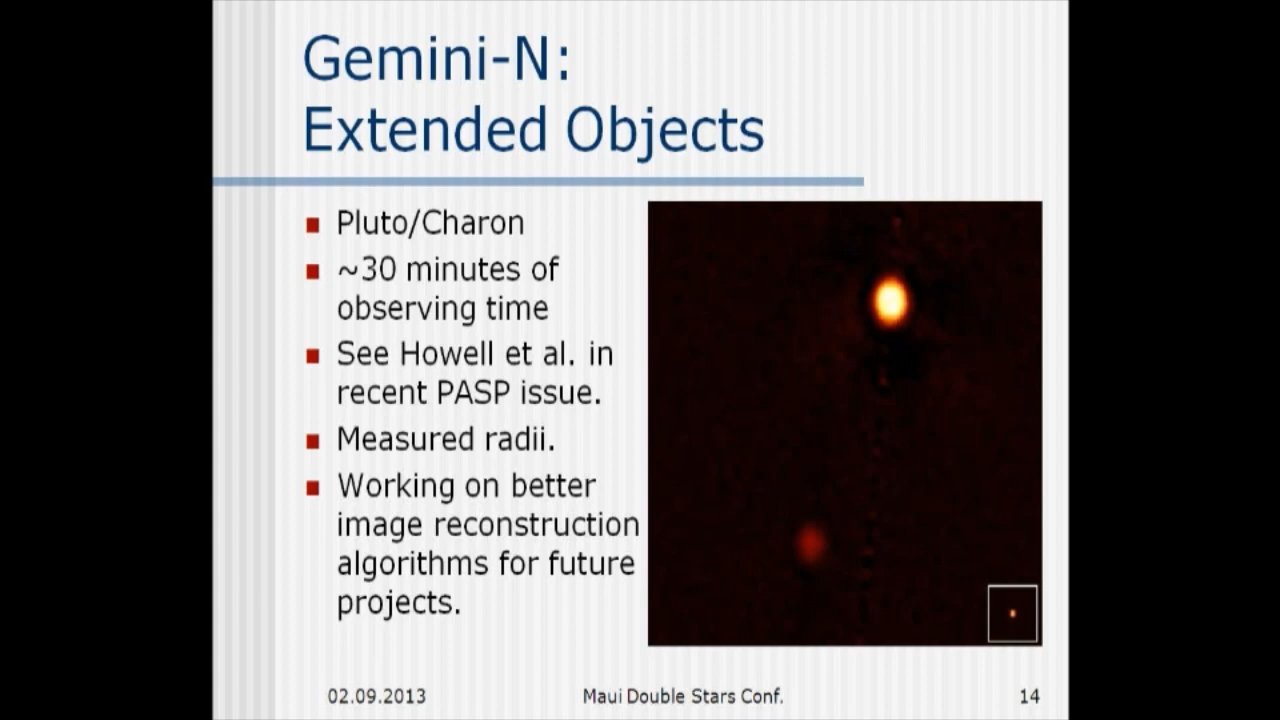 Gemini-N:
Extended Objects
Pluto/Charon
~30 minutes of
observing time
See Howell et al. in
recent PASP issue.
Measured radii.
Working on better
image reconstruction
algorithms for future
projects.
02.09.2013
Maui Double Stars Conf.
14